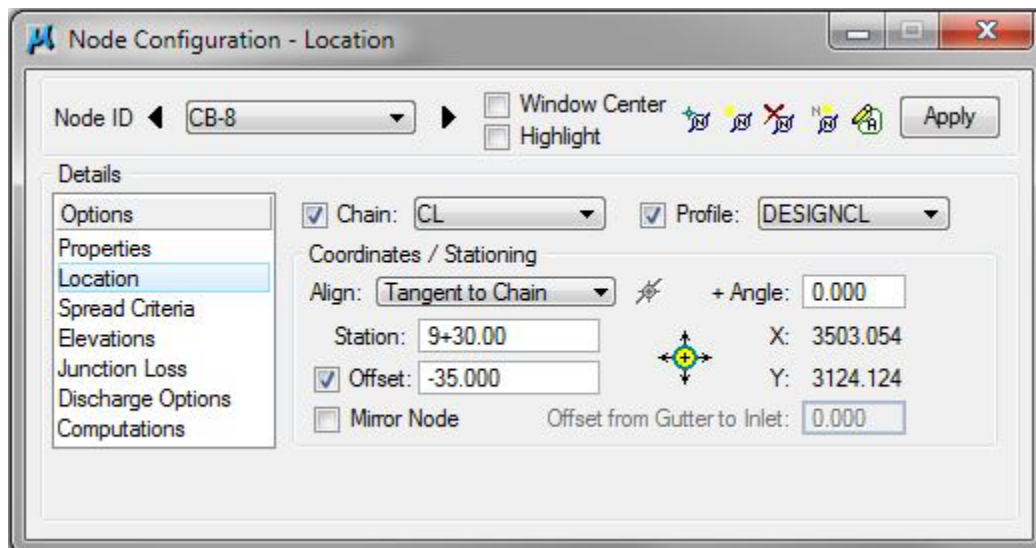 Node Configuration - Location
Node ID CB-8 Window Center Apply
Highlight
Details
Options
Properties
Location
Spread Criteria
Elevations
Junction Loss
Discharge Options
Computations
Chain: CL Profile: DESIGNCL
Coordinates / Stationing
Align: Tangent to Chain + Angle: 0.000
Station: 9+30.00 X: 3503.054
Offset: -35.000 Y: 3124.124
Mirror Node Offset from Gutter to Inlet: 0.000